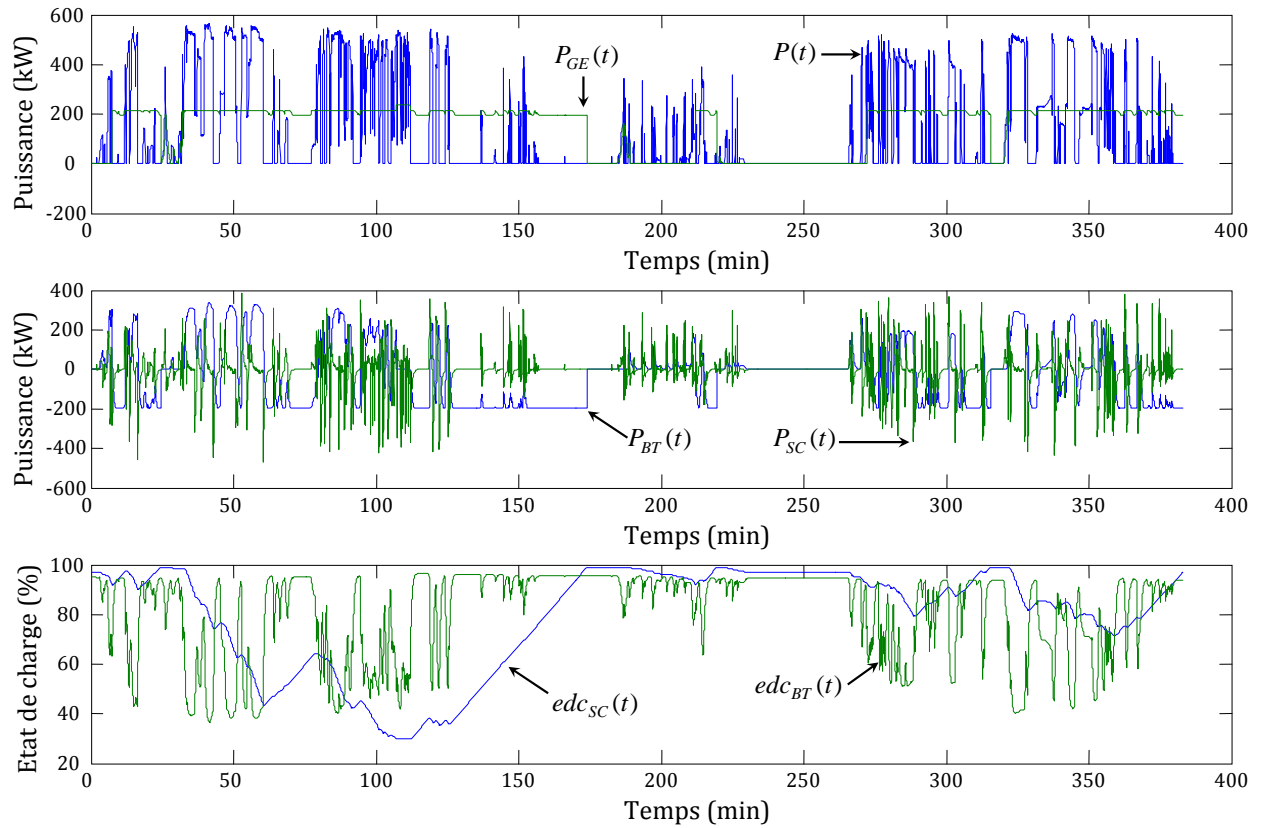 600
400
200
0
-200
Puissance (kW)
P_GE(t)
P(t)
0 50 100 150 200 250 300 350 400
Temps (min)
400
200
0
-200
-400
-600
Puissance (kW)
P_BT(t)
P_SC(t)
0 50 100 150 200 250 300 350 400
Temps (min)
100
80
60
40
20
Etat de charge (%)
edc_SC(t)
edc_BT(t)
0 50 100 150 200 250 300 350 400
Temps (min)